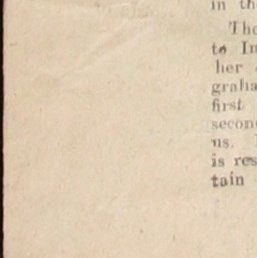 in th
The
to In
her
graha
first
secon
us.
is res
tain